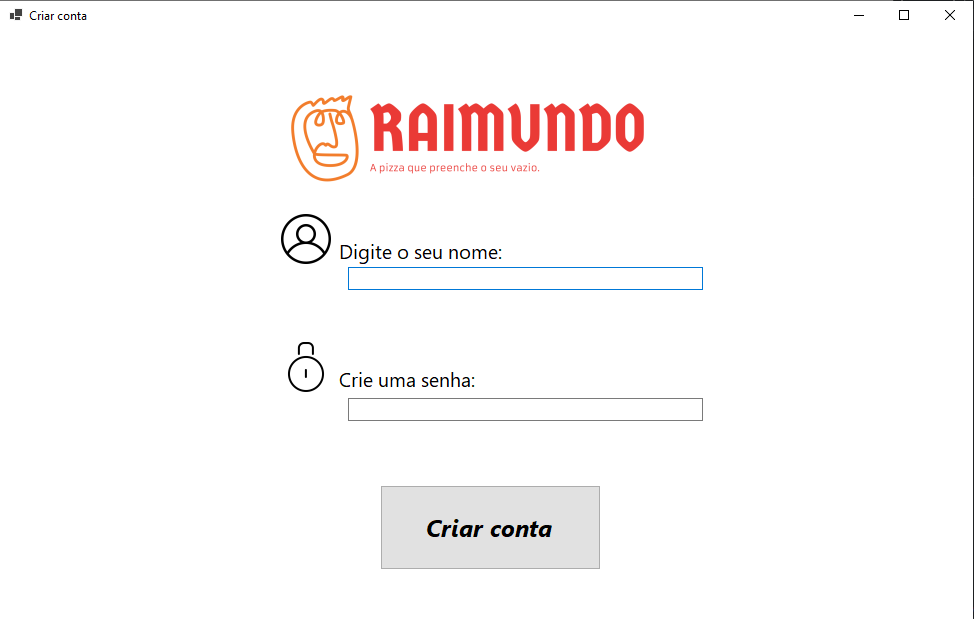 Criar conta
RAIMUNDO
A pizza que preenche o seu vazio.
Digite o seu nome:
Crie uma senha:
Criar conta